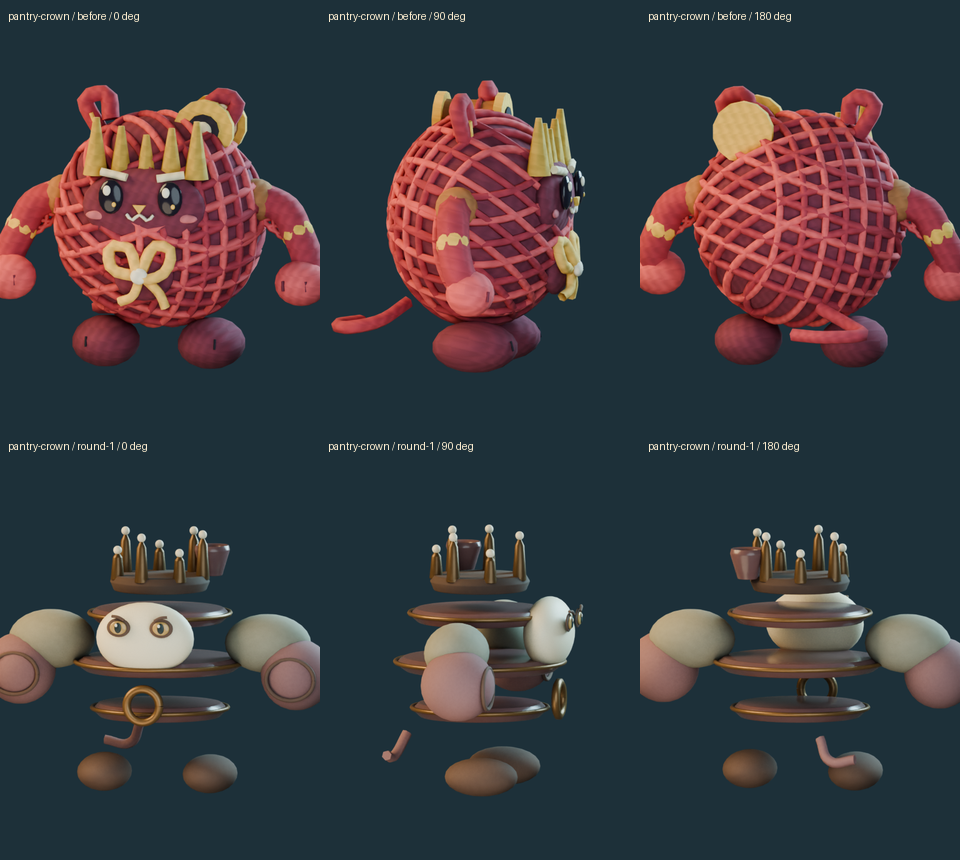 pantry-crown / before / 0 deg
pantry-crown / before / 90 deg
pantry-crown / before / 180 deg
pantry-crown / round-1 / 0 deg
pantry-crown / round-1 / 90 deg
pantry-crown / round-1 / 180 deg